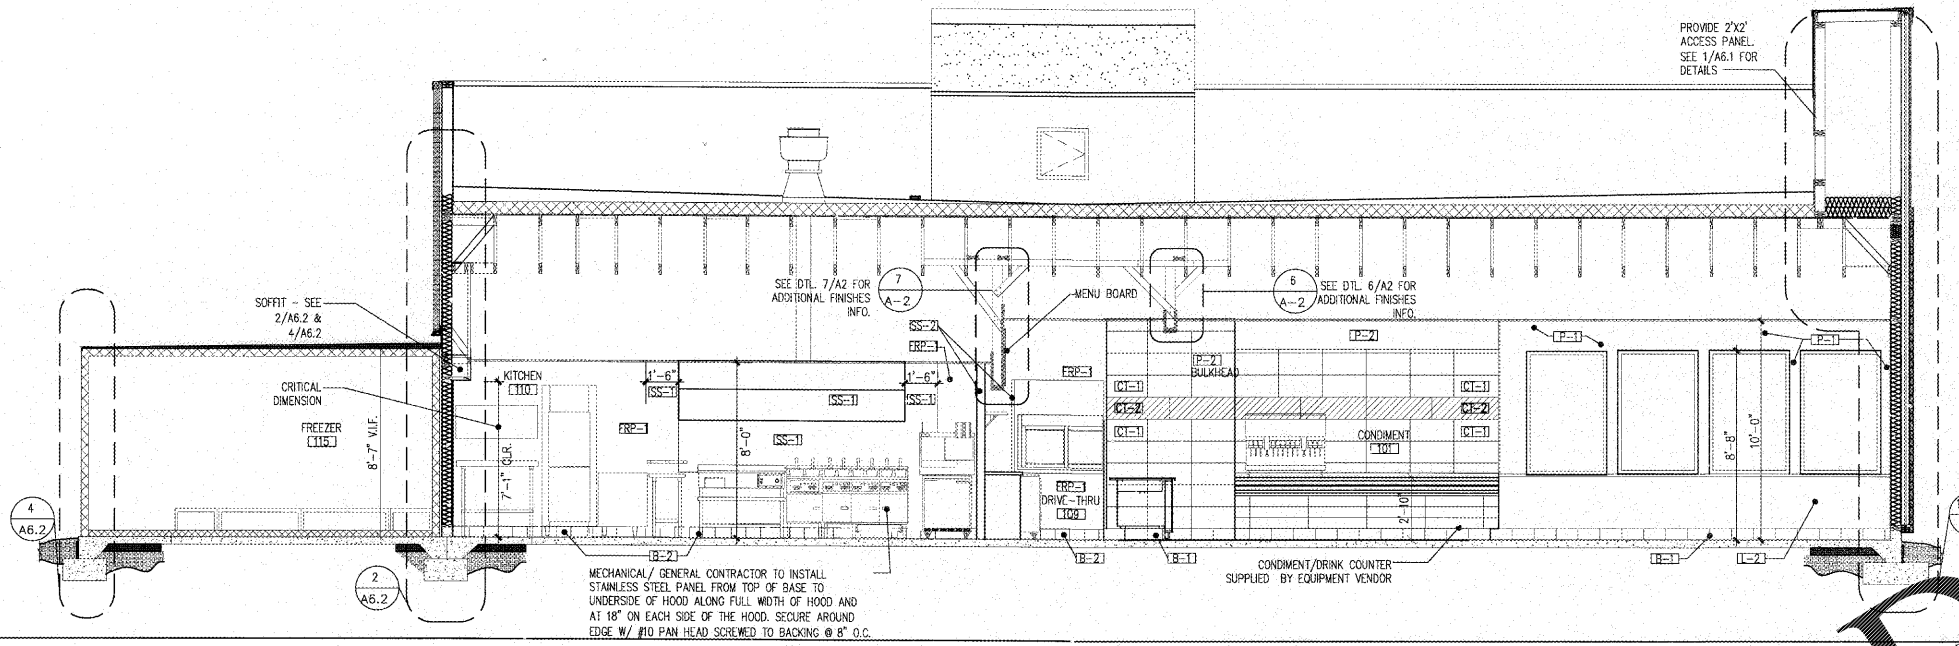 PROVIDE 2'X2'
ACCESS PANEL.
SEE 1/A6.1 FOR
DETAILS
SOFFIT - SEE
2/A6.2 &
4/A6.2
CRITICAL
DIMENSION
FREEZER
115
8'-7" V.I.F.
KITCHEN
110
7'-1" CLR.
FRP-1
1'-6"
SS-1
SS-1
SS-1
8'-0"
1'-6"
SS-1
SEE DTL. 7/A2 FOR
ADDITIONAL FINISHES
INFO.
7
A-2
SS-2
FRP-1
MENU BOARD
6
A-2
SEE DTL. 6/A2 FOR
ADDITIONAL FINISHES
INFO.
FRP-1
P-2
BULKHEAD
P-2
CT-1
CT-2
CT-1
CT-1
CT-2
CT-1
CONDIMENT
101
FRP-1
DRIVE-THRU
109
2'-10"
P-1
P-1
8'-8"
10'-0"
4
A6.2
2
A6.2
B-2
B-2
B-1
B-1
L-2
MECHANICAL/ GENERAL CONTRACTOR TO INSTALL
STAINLESS STEEL PANEL FROM TOP OF BASE TO
UNDERSIDE OF HOOD ALONG FULL WIDTH OF HOOD AND
AT 18" ON EACH SIDE OF THE HOOD. SECURE AROUND
EDGE W/ #10 PAN HEAD SCREWED TO BACKING @ 8" O.C.
CONDIMENT/DRINK COUNTER
SUPPLIED BY EQUIPMENT VENDOR